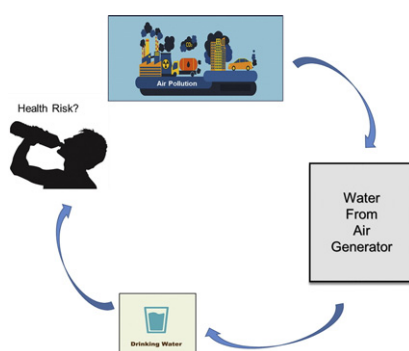 Air Pollution
Health Risk?
Water
From
Air
Generator
Drinking Water